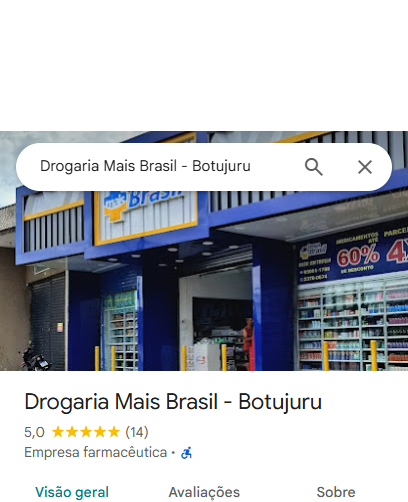 Drogaria Mais Brasil - Botujuru
Brasil
MEDICAMENTOS
ATÉ
60%
DE DESCONTO
Drogaria Mais Brasil - Botujuru
5,0 (14)
Empresa farmacêutica ·
Visão geral
Avaliações
Sobre